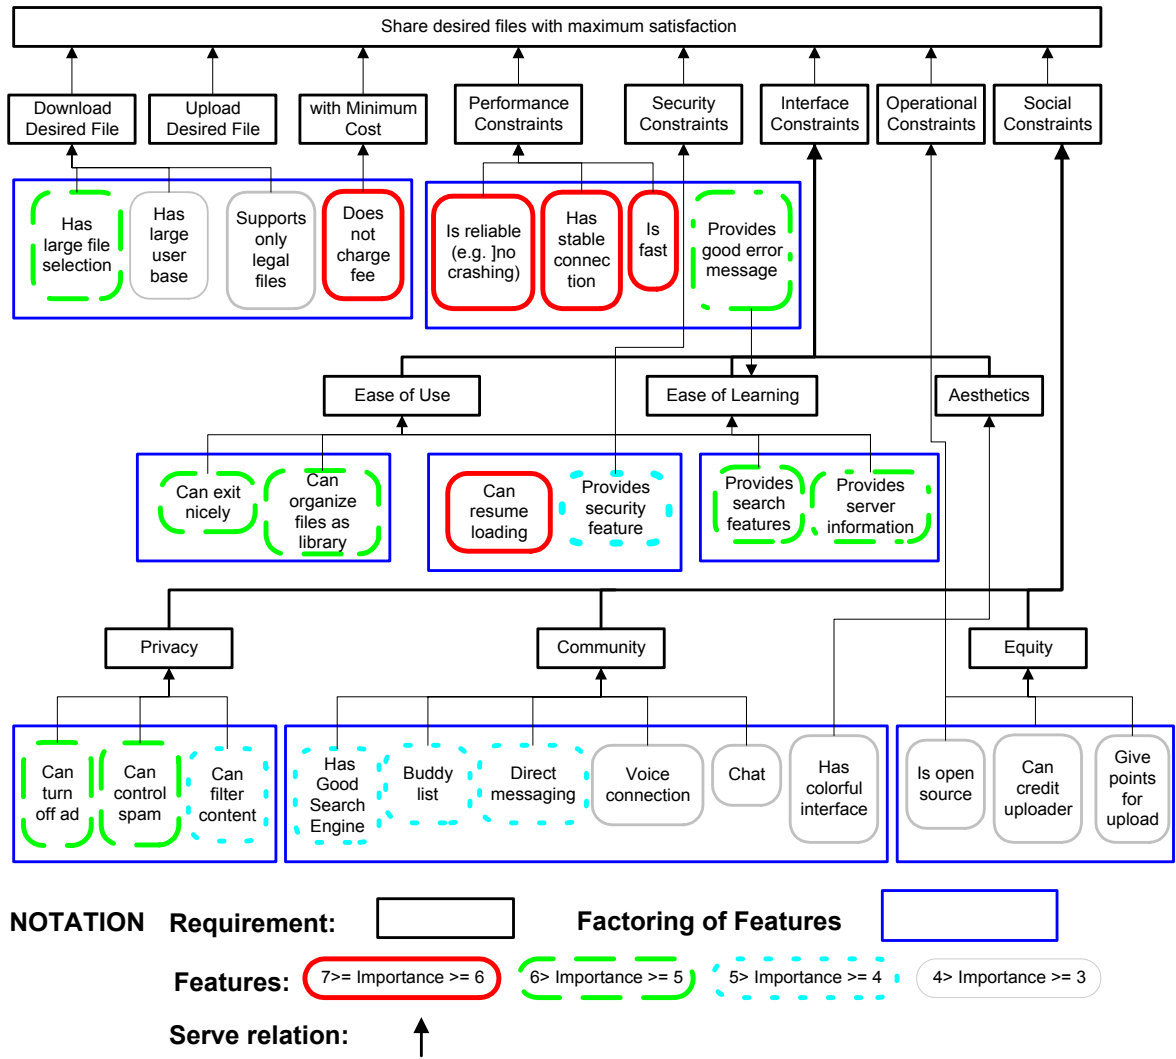 Share desired files with maximum satisfaction
Download
Desired File
Upload
Desired File
with Minimum
Cost
Performance
Constraints
Security
Constraints
Interface
Constraints
Operational
Constraints
Social
Constraints
Has
large file
selection
Has
large
user
base
Supports
only
legal
files
Does
not
charge
fee
Is reliable
(e.g. ]no
crashing)
Has
stable
connec
tion
Is
fast
Provides
good error
message
Ease of Use
Ease of Learning
Aesthetics
Can exit
nicely
Can
organize
files as
library
Can
resume
loading
Provides
security
feature
Provides
search
features
Provides
server
information
Privacy
Community
Equity
Can
turn
off ad
Can
control
spam
Can
filter
content
Has
Good
Search
Engine
Buddy
list
Direct
messaging
Voice
connection
Chat
Has
colorful
interface
Is open
source
Can
credit
uploader
Give
points
for
upload
NOTATION Requirement: Factoring of Features
Features: 7>= Importance >= 6 6> Importance >= 5 5> Importance >= 4 4> Importance >= 3
Serve relation: